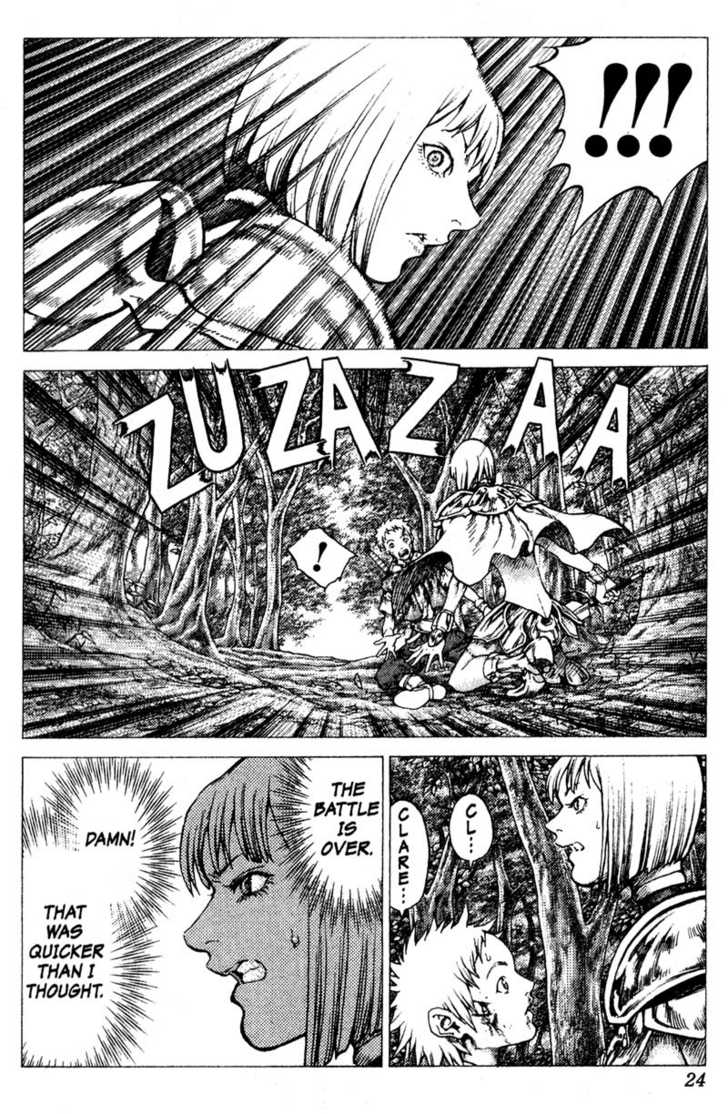 !!!
ZUZAZAA
!
CL...
CLARE...
THE
BATTLE
IS
OVER.
DAMN!
THAT
WAS
QUICKER
THAN I
THOUGHT.
24